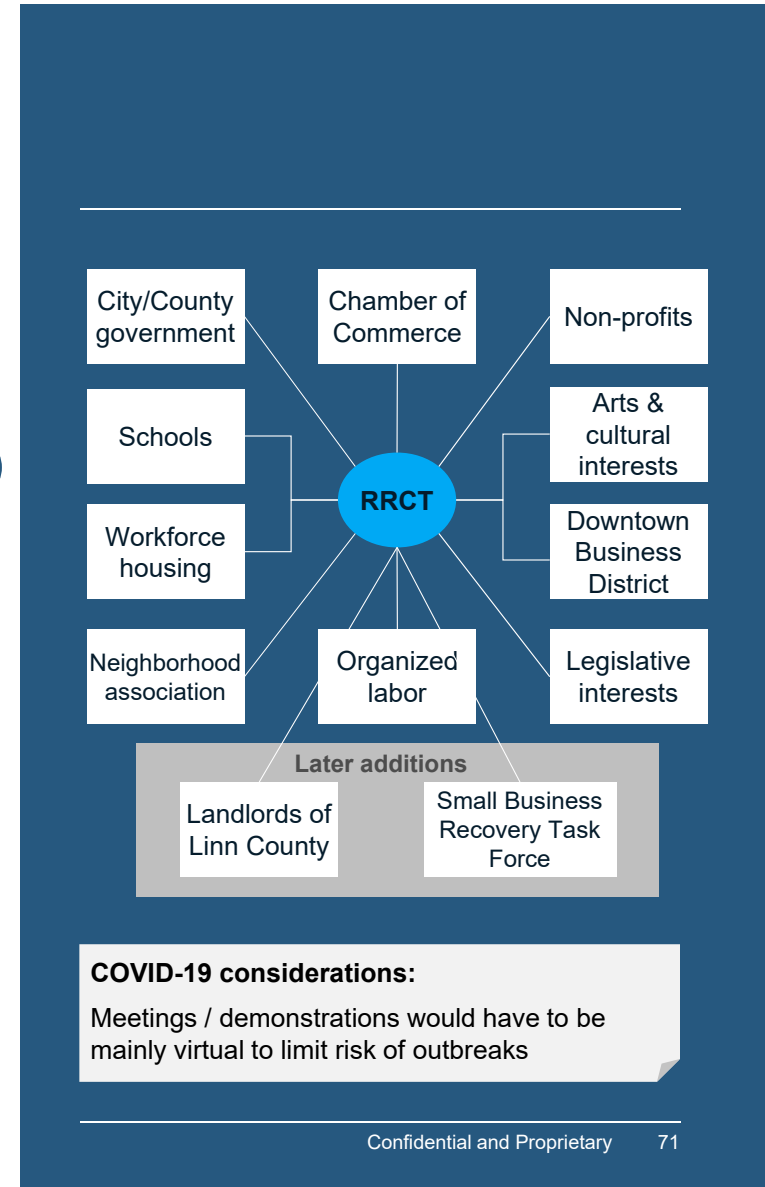 City/County
government
Chamber of
Commerce
Non-profits
Schools
Arts &
cultural
interests
RRCT
Workforce
housing
Downtown
Business
District
Neighborhood
association
Organized
labor
Legislative
interests
Later additions
Landlords of
Linn County
Small Business
Recovery Task
Force
COVID-19 considerations:
Meetings / demonstrations would have to be
mainly virtual to limit risk of outbreaks
Confidential and Proprietary 71